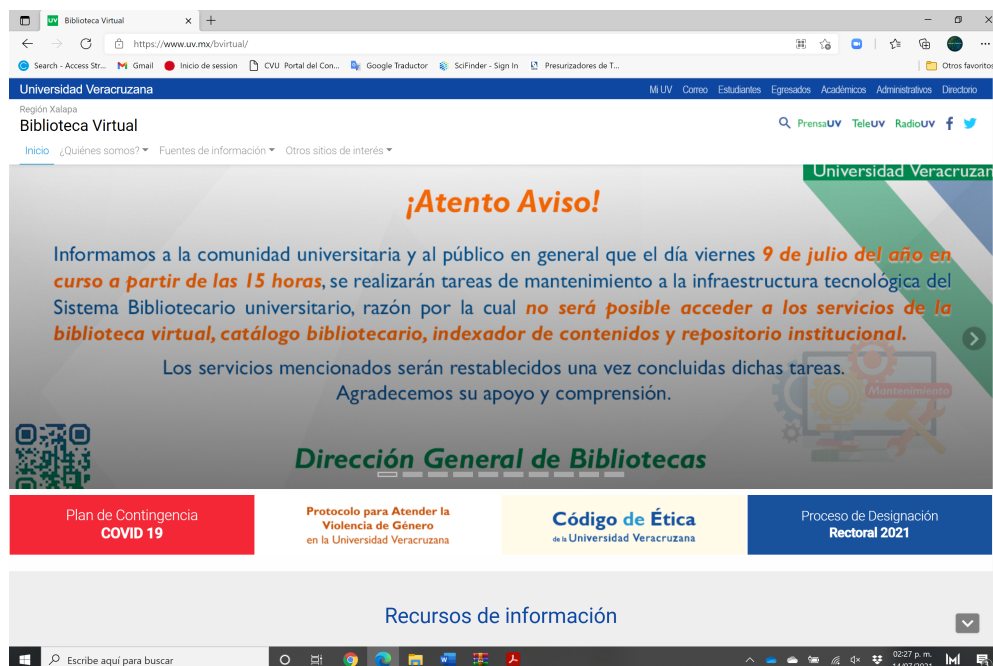 Biblioteca Virtual
https://www.uv.mx/bvirtual/
Search - Access Str...
Gmail
Inicio de session
CVU Portal del Con...
Google Traductor
SciFinder - Sign In
Presurizadores de T...
Otros favoritos
Universidad Veracruzana
Mi UV Correo Estudiantes Egresados Académicos Administrativos Directorio
Región Xalapa
Biblioteca Virtual
PrensaUV TeleUV RadioUV
Inicio ¿Quiénes somos? Fuentes de información Otros sitios de interés
Universidad Veracruzan
¡Atento Aviso!
Informamos a la comunidad universitaria y al público en general que el día viernes 9 de julio del año en
curso a partir de las 15 horas, se realizarán tareas de mantenimiento a la infraestructura tecnológica del
Sistema Bibliotecario universitario, razón por la cual no será posible acceder a los servicios de la
biblioteca virtual, catálogo bibliotecario, indexador de contenidos y repositorio institucional.
Los servicios mencionados serán restablecidos una vez concluidas dichas tareas.
Agradecemos su apoyo y comprensión.
Mantenimiento
Dirección General de Bibliotecas
Plan de Contingencia
COVID 19
Protocolo para Atender la
Violencia de Género
en la Universidad Veracruzana
Código de Ética
de la Universidad Veracruzana
Proceso de Designación
Rectoral 2021
Recursos de información
Escribe aquí para buscar
02:27 p. m.
14/07/2021